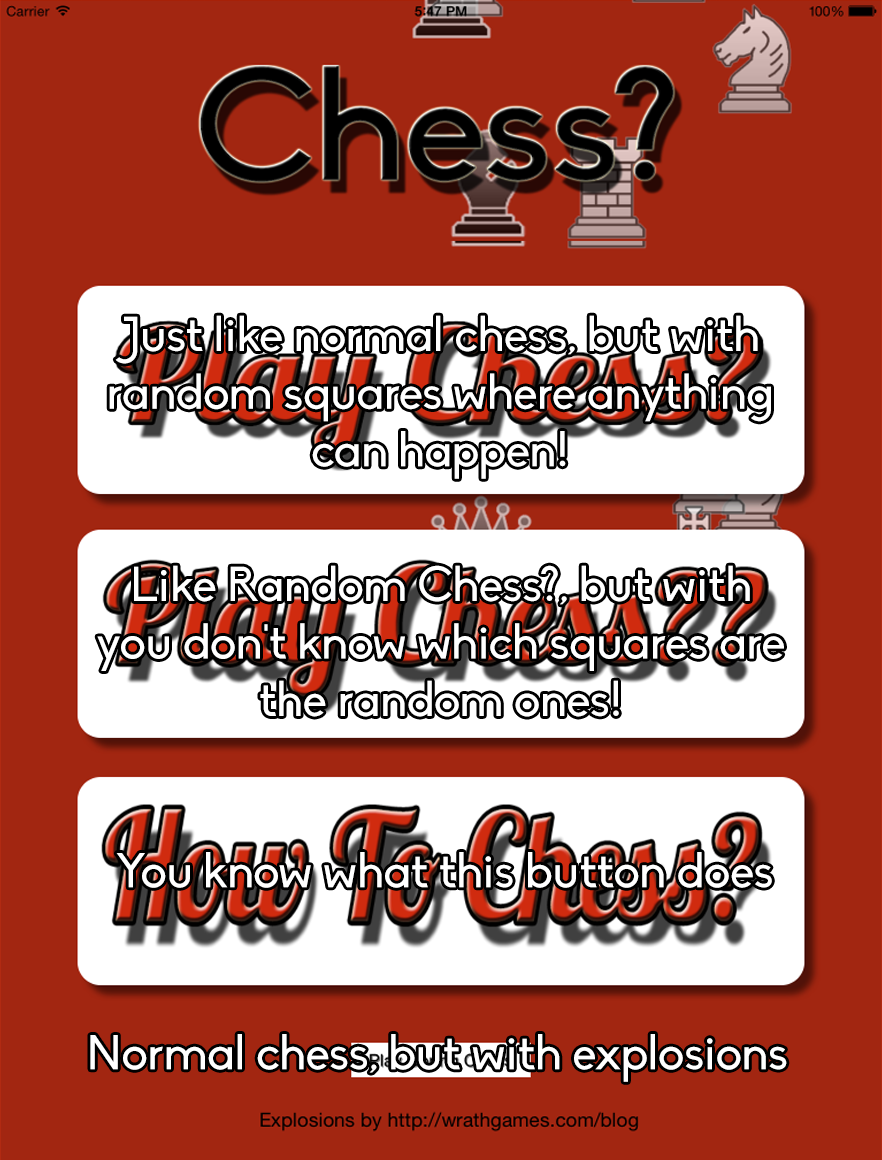 Carrier 5:47 PM 100%
Chess?
Play Chess?
Just like normal chess, but with
random squares where anything
can happen!
Play Chess??
Like Random Chess?, but with
you don't know which squares are
the random ones!
How To Chess?
You know what this button does
Normal chess, but with explosions
Explosions by http://wrathgames.com/blog